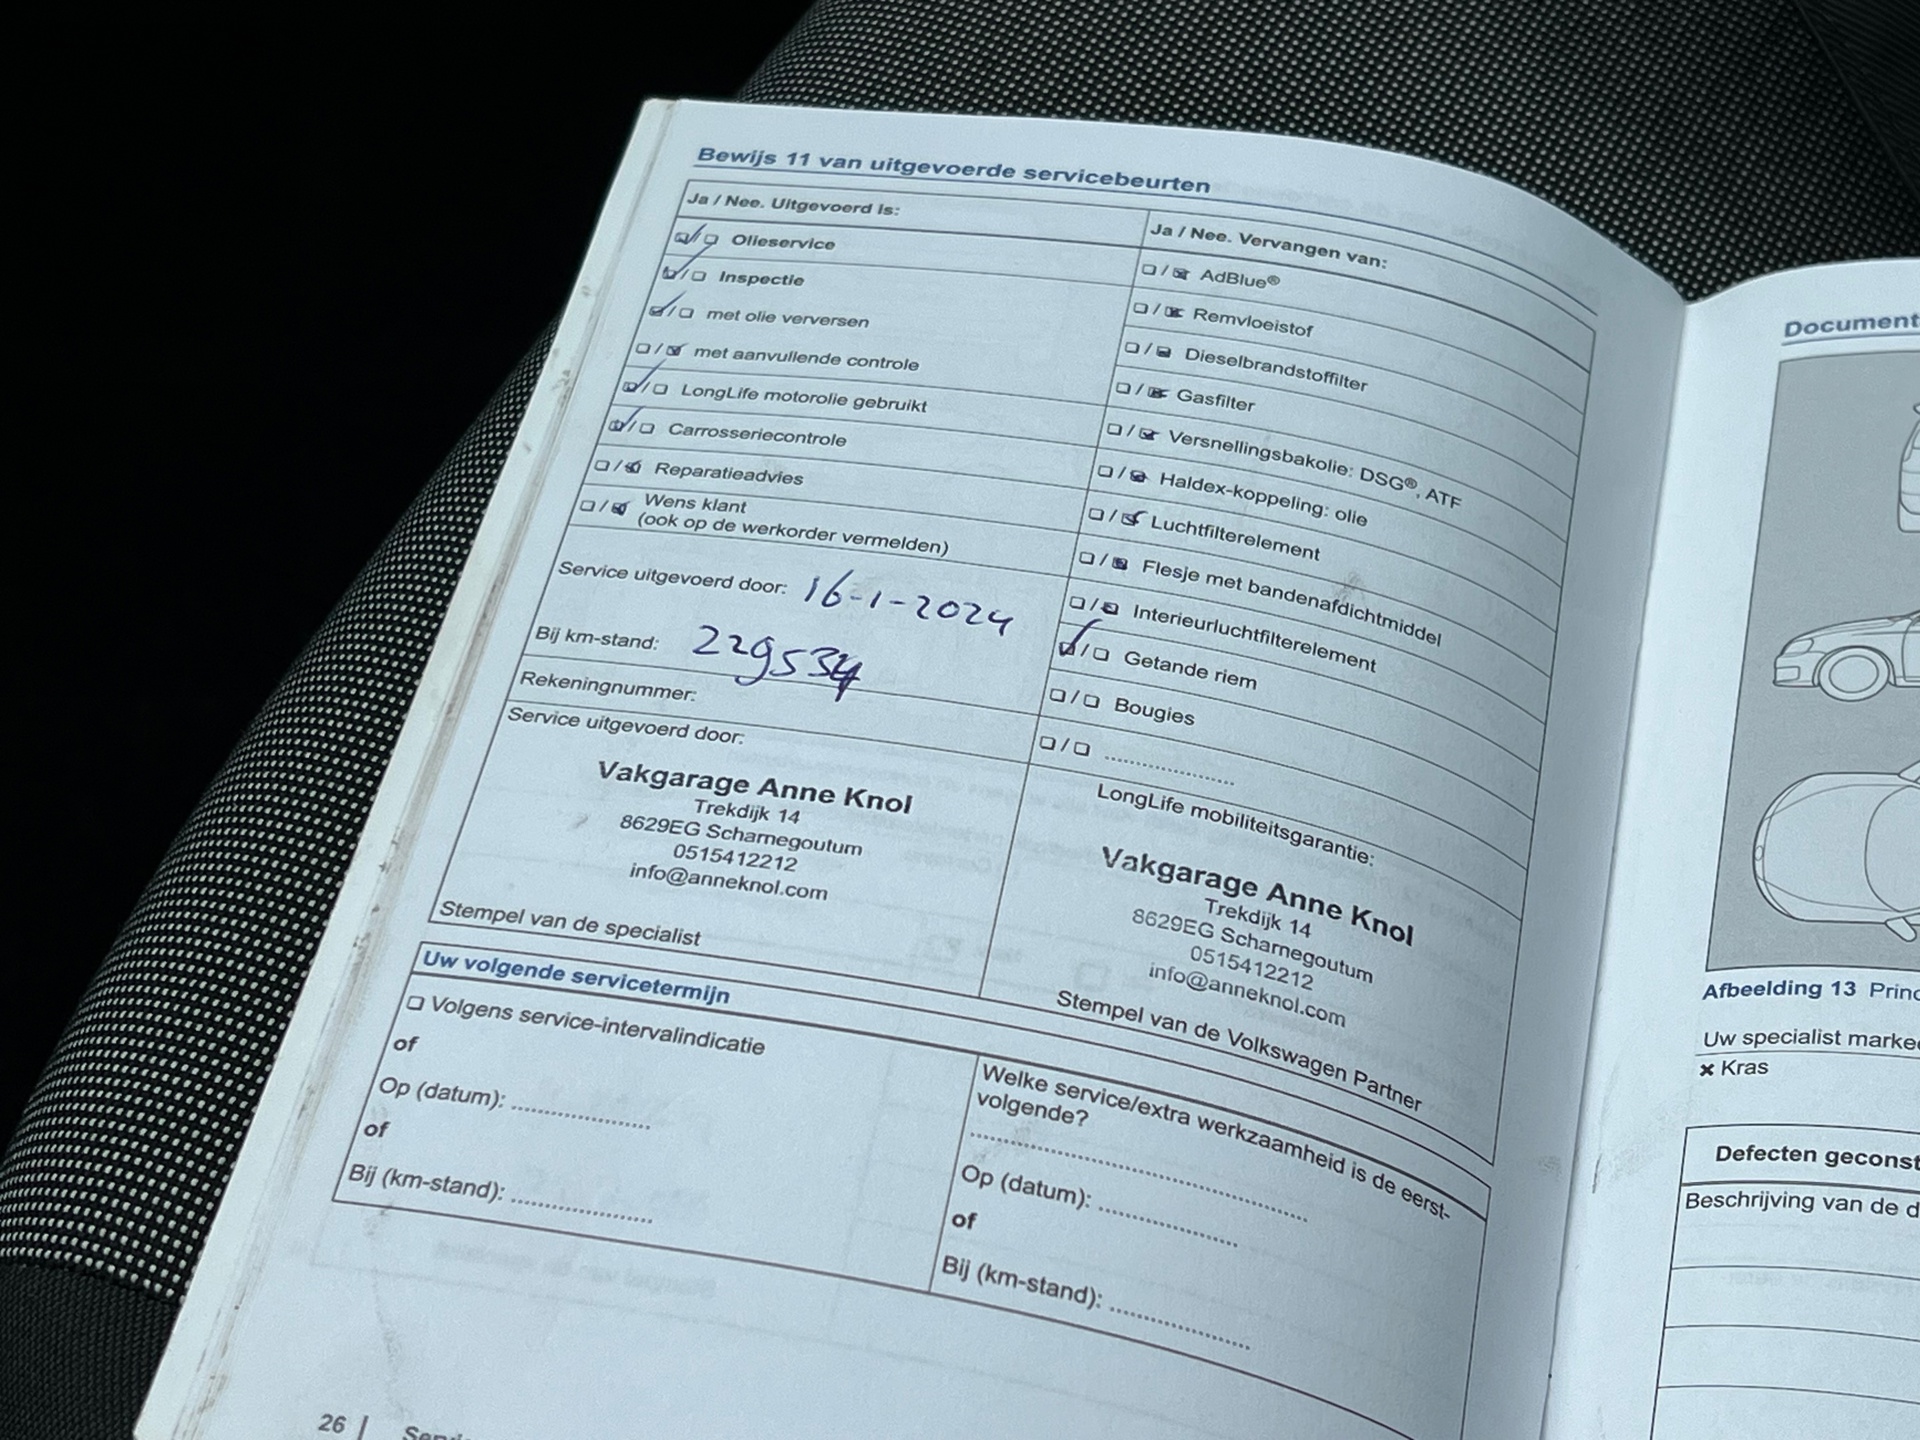 Bewijs 11 van uitgevoerde servicebeurten
Ja / Nee. Uitgevoerd is:
Olieservice
Inspectie
met olie verversen
met aanvullende controle
LongLife motorolie gebruikt
Carrosseriecontrole
Reparatieadvies
Wens klant
(ook op de werkorder vermelden)
Service uitgevoerd door: 16-1-2024
Bij km-stand: 229534
Rekeningnummer:
Service uitgevoerd door:
Vakgarage Anne Knol
Trekdijk 14
8629EG Scharnegoutum
0515412212
info@anneknol.com
Stempel van de specialist
Ja / Nee. Vervangen van:
AdBlue®
Remvloeistof
Dieselbrandstoffilter
Gasfilter
Versnellingsbakolie: DSG®, ATF
Haldex-koppeling: olie
Luchtfilterelement
Flesje met bandenafdichtmiddel
Interieurluchtfilterelement
Getande riem
Bougies
....................
LongLife mobiliteitsgarantie:
Vakgarage Anne Knol
Trekdijk 14
8629EG Scharnegoutum
0515412212
info@anneknol.com
Stempel van de Volkswagen Partner
Uw volgende servicetermijn
Volgens service-intervalindicatie
of
Op (datum): ....................
of
Bij (km-stand): ....................
Welke service/extra werkzaamheid is de eerst-
volgende?
Op (datum): ....................
of
Bij (km-stand): ....................
26
Document
Afbeelding 13 Princ
Uw specialist marke
× Kras
Defecten geconst
Beschrijving van de d